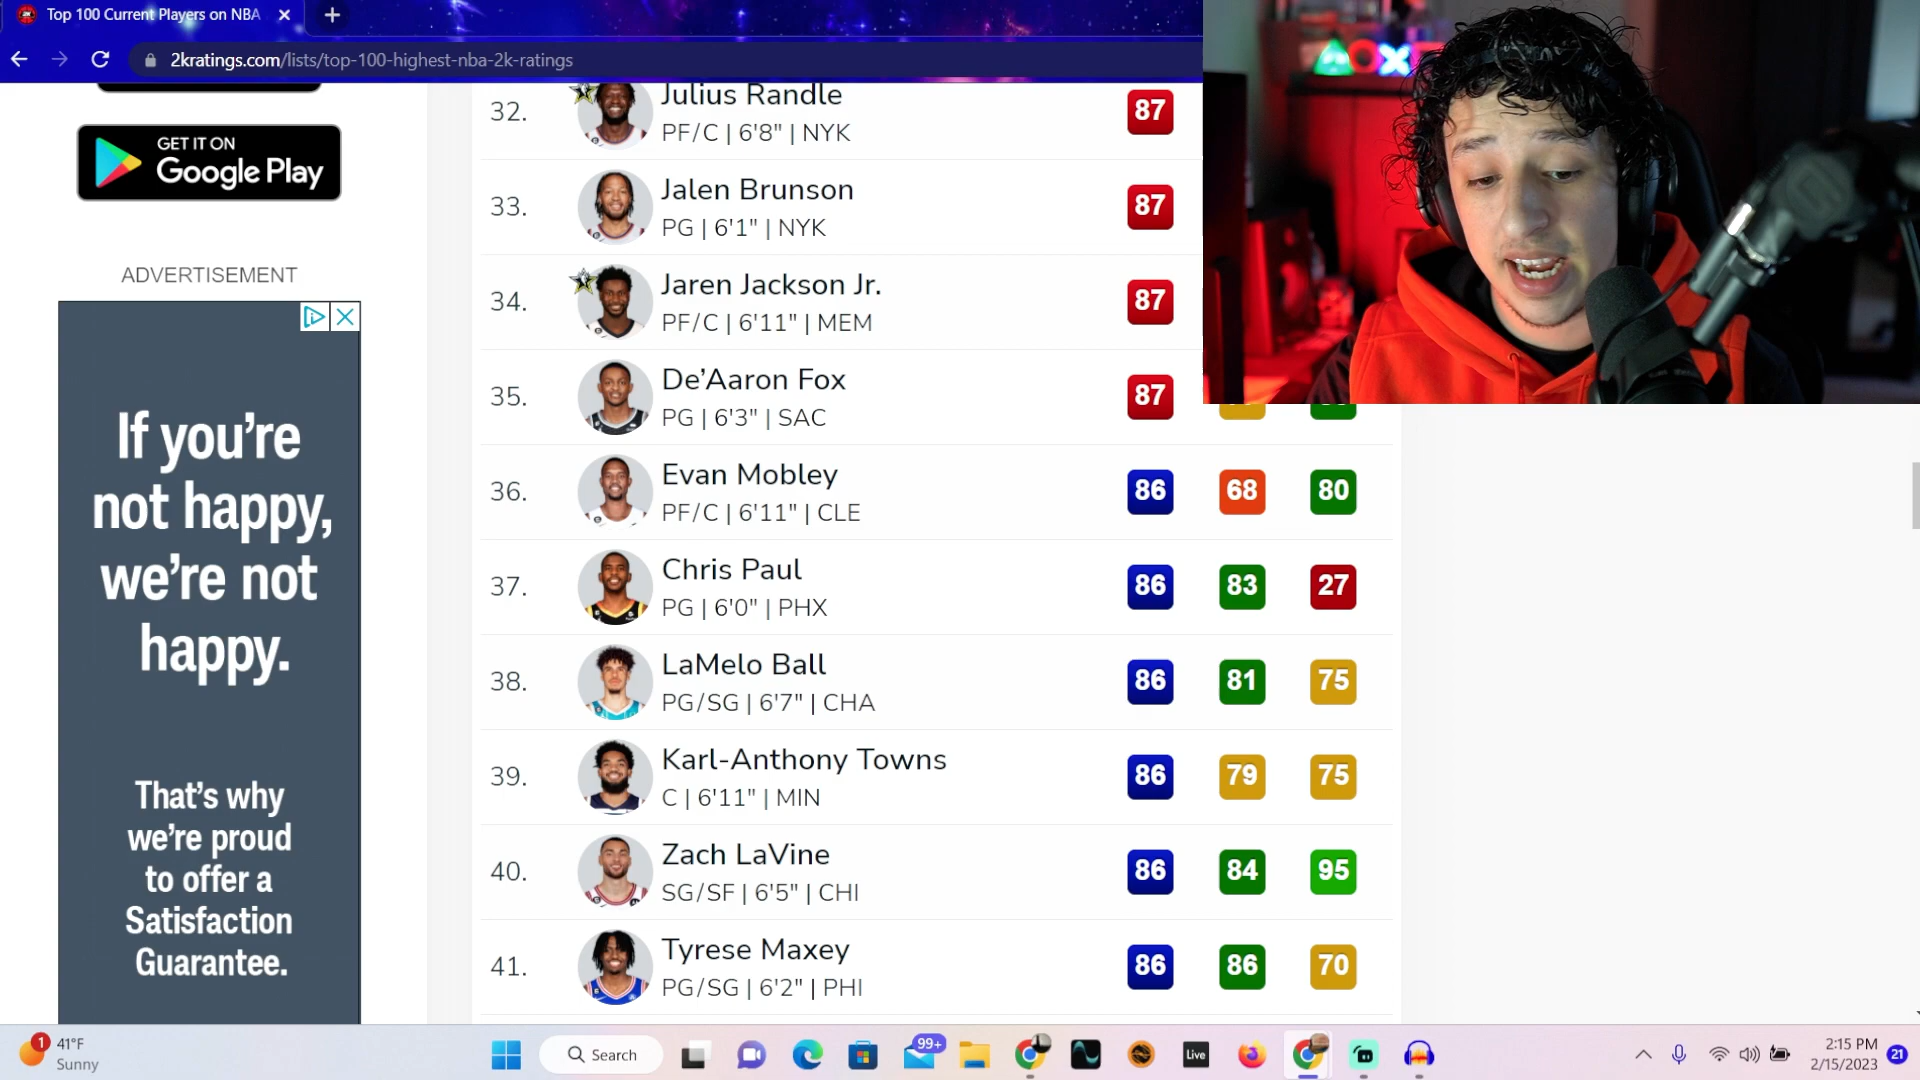 Top 100 Current Players on NBA
2kratings.com/lists/top-100-highest-nba-2k-ratings
GET IT ON
Google Play
ADVERTISEMENT
If you're
not happy,
we're not
happy.
That's why
we're proud
to offer a
Satisfaction
Guarantee.
32. Julius Randle 87
PF/C | 6'8" | NYK
33. Jalen Brunson 87
PG | 6'1" | NYK
34. Jaren Jackson Jr. 87
PF/C | 6'11" | MEM
35. De’Aaron Fox 87
PG | 6'3" | SAC
36. Evan Mobley 86 68 80
PF/C | 6'11" | CLE
37. Chris Paul 86 83 27
PG | 6'0" | PHX
38. LaMelo Ball 86 81 75
PG/SG | 6'7" | CHA
39. Karl-Anthony Towns 86 79 75
C | 6'11" | MIN
40. Zach LaVine 86 84 95
SG/SF | 6'5" | CHI
41. Tyrese Maxey 86 86 70
PG/SG | 6'2" | PHI
1
41°F
Sunny
Search
99+
Live
2:15 PM
2/15/2023
21